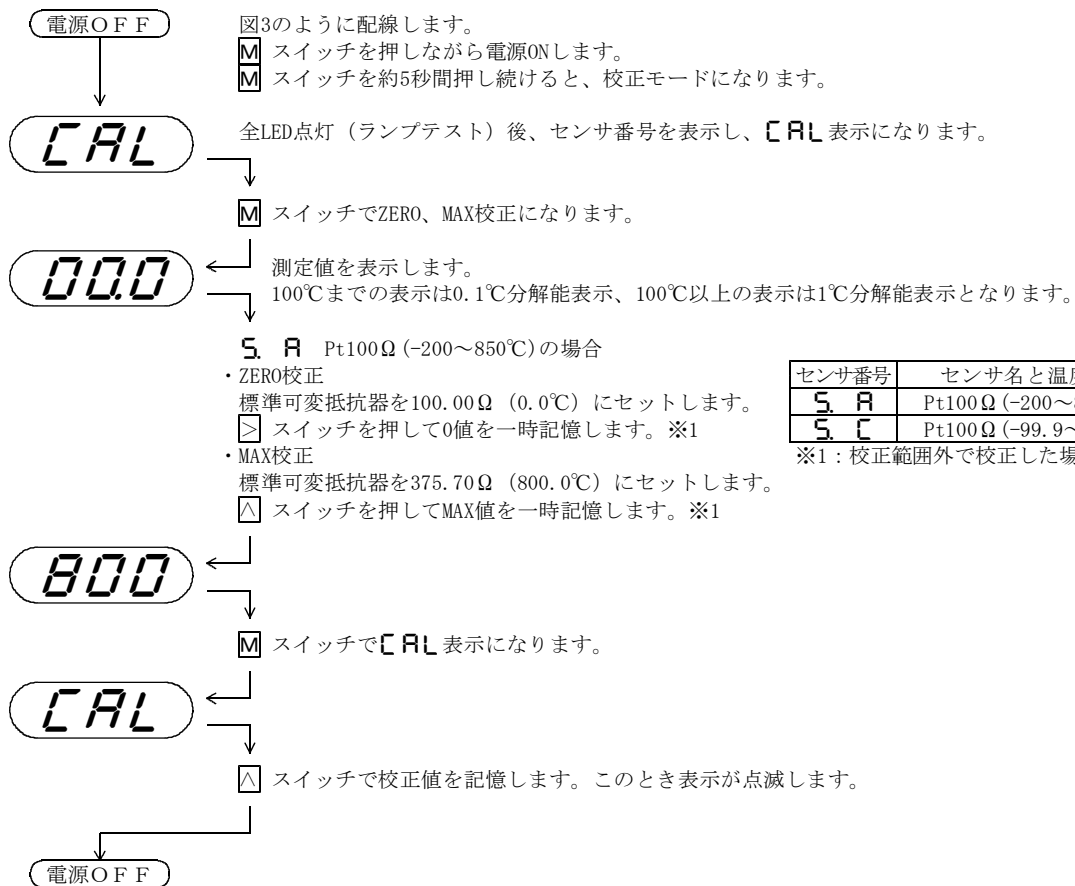 電源ＯＦＦ
図3のように配線します。
M スイッチを押しながら電源ONします。
M スイッチを約5秒間押し続けると、校正モードになります。
CAL
全LED点灯（ランプテスト）後、センサ番号を表示し、CAL 表示になります。
M スイッチでZERO、MAX校正になります。
00.0
測定値を表示します。
100℃までの表示は0.1℃分解能表示、100℃以上の表示は1℃分解能表示となります。
S. A Pt100Ω(-200～850℃)の場合
・ZERO校正
標準可変抵抗器を100.00Ω（0.0℃）にセットします。
> スイッチを押して0値を一時記憶します。※1
・MAX校正
標準可変抵抗器を375.70Ω（800.0℃）にセットします。
∧ スイッチを押してMAX値を一時記憶します。※1
センサ番号 センサ名と温
S. A Pt100Ω(-200～
S. C Pt100Ω(-99.9～
※1：校正範囲外で校正した場
800
M スイッチでCAL 表示になります。
CAL
∧ スイッチで校正値を記憶します。このとき表示が点滅します。
電源ＯＦＦ